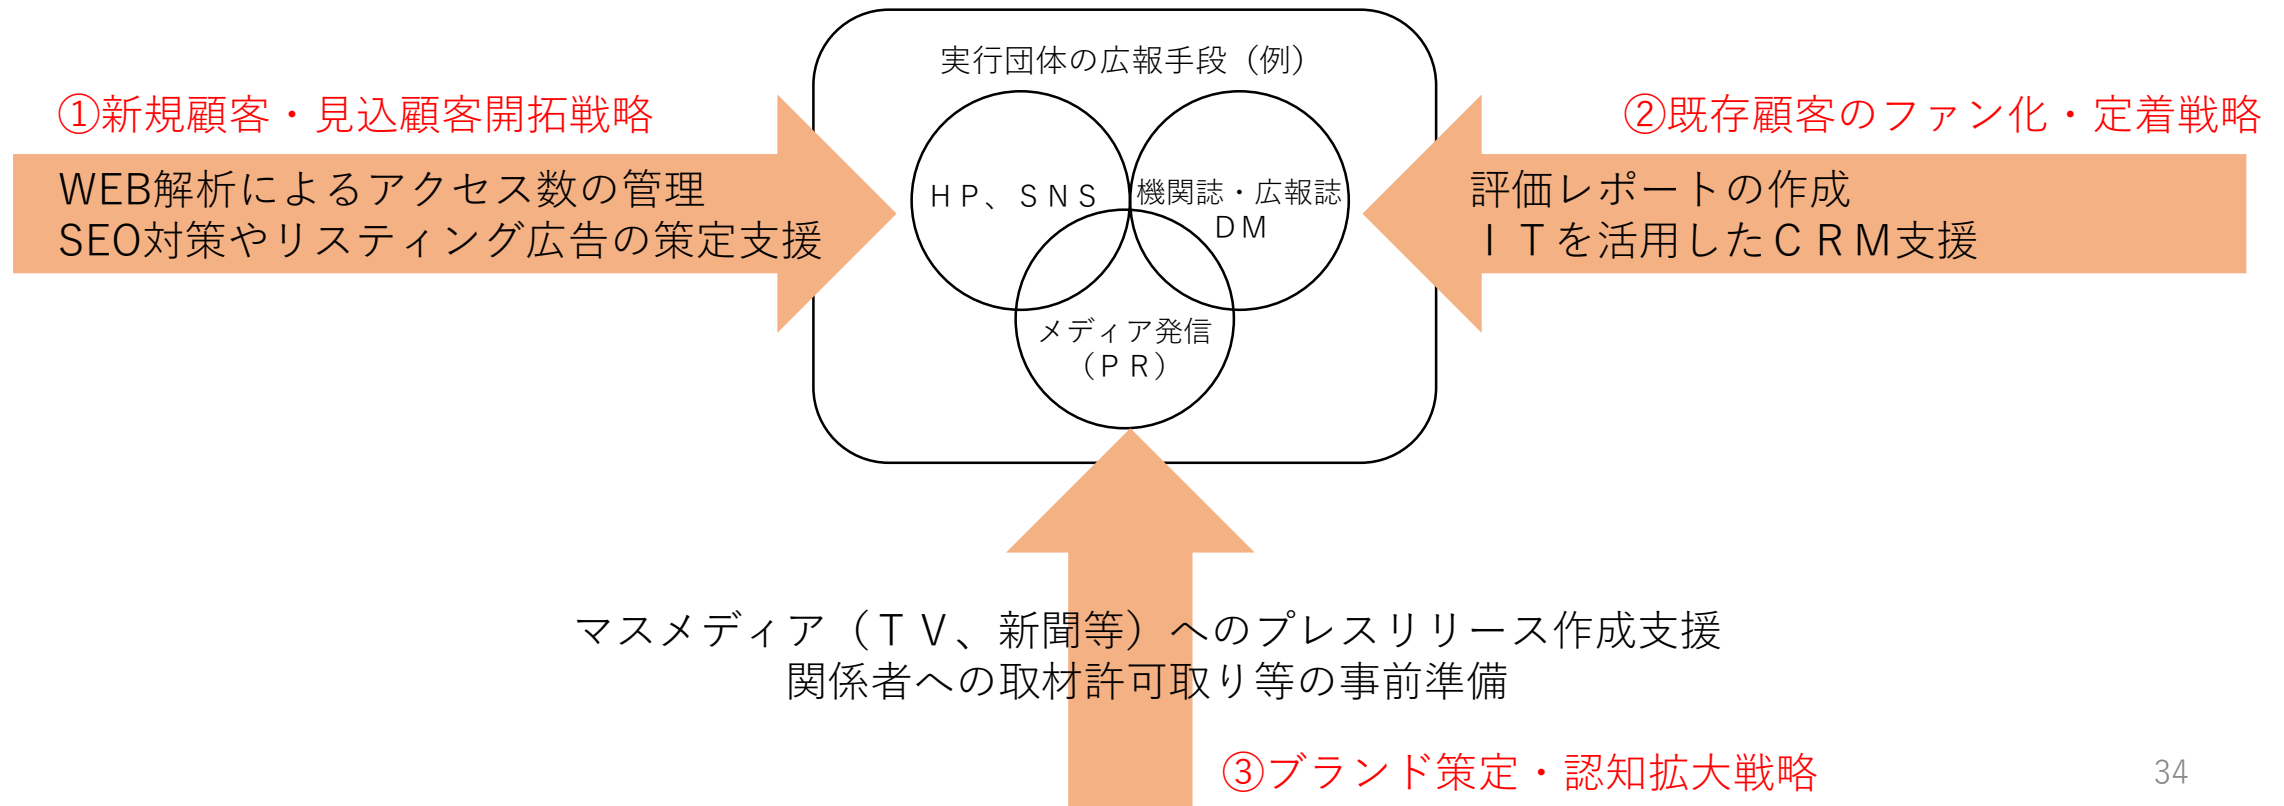 実行団体の広報手段（例）
①新規顧客・見込顧客開拓戦略
WEB解析によるアクセス数の管理
SEO対策やリスティング広告の策定支援
ＨＰ、ＳＮＳ
機関誌・広報誌
ＤＭ
メディア発信
（ＰＲ）
②既存顧客のファン化・定着戦略
評価レポートの作成
ＩＴを活用したＣＲＭ支援
マスメディア（ＴＶ、新聞等）へのプレスリリース作成支援
関係者への取材許可取り等の事前準備
③ブランド策定・認知拡大戦略
34